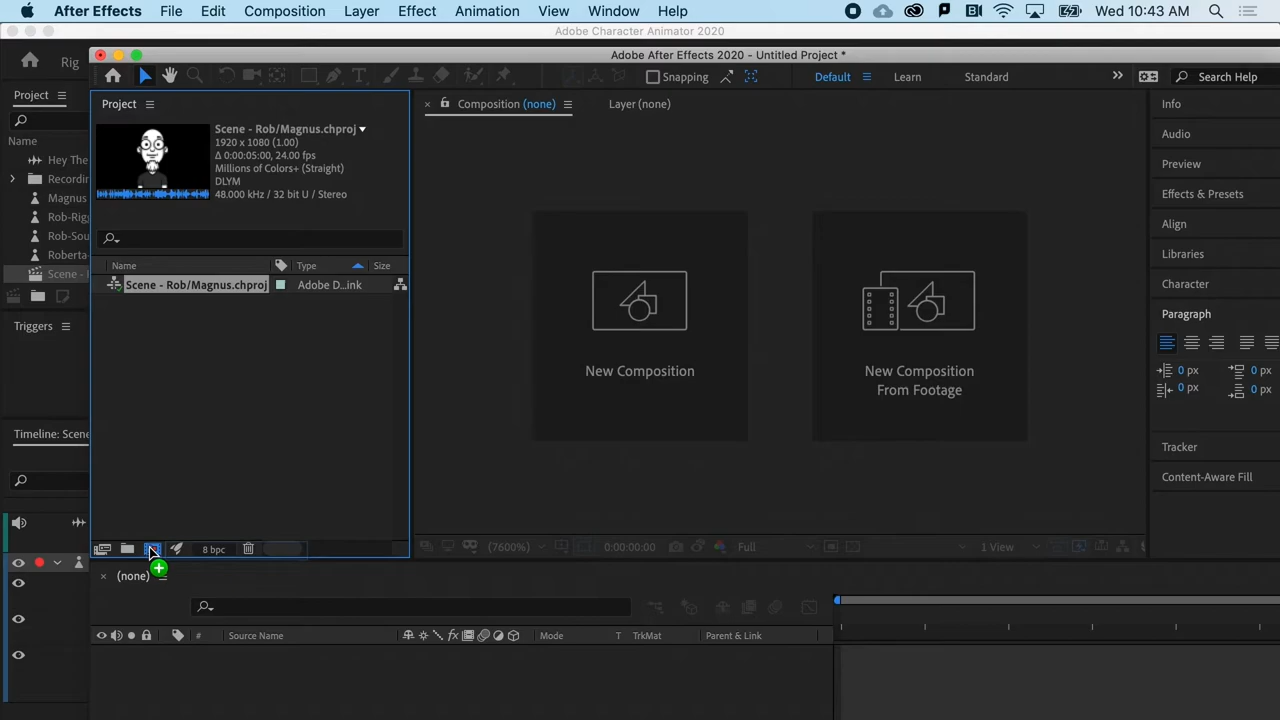 After Effects File Edit Composition Layer Effect Animation View Window Help Wed 10:43 AM
Adobe Character Animator 2020
Rig
Adobe After Effects 2020 - Untitled Project *
Snapping Default Learn Standard Search Help
Project
Name
Hey The
Recordin
Magnus
Rob-Rigg
Rob-Sou
Roberta-
Scene -
Triggers
Timeline: Scene
Project
Scene - Rob/Magnus.chproj
1920 x 1080 (1.00)
Δ 0:00:05:00, 24.00 fps
Millions of Colors+ (Straight)
DLYM
48.000 kHz / 32 bit U / Stereo
Name Type Size
Scene - Rob/Magnus.chproj Adobe D...ink
8 bpc
Composition (none) Layer (none)
New Composition
New Composition
From Footage
(7600%) 0:00:00:00 Full 1 View
Info
Audio
Preview
Effects & Presets
Align
Libraries
Character
Paragraph
0 px 0 px
0 px 0 px
Tracker
Content-Aware Fill
(none)
# Source Name fx Mode T TrkMat Parent & Link